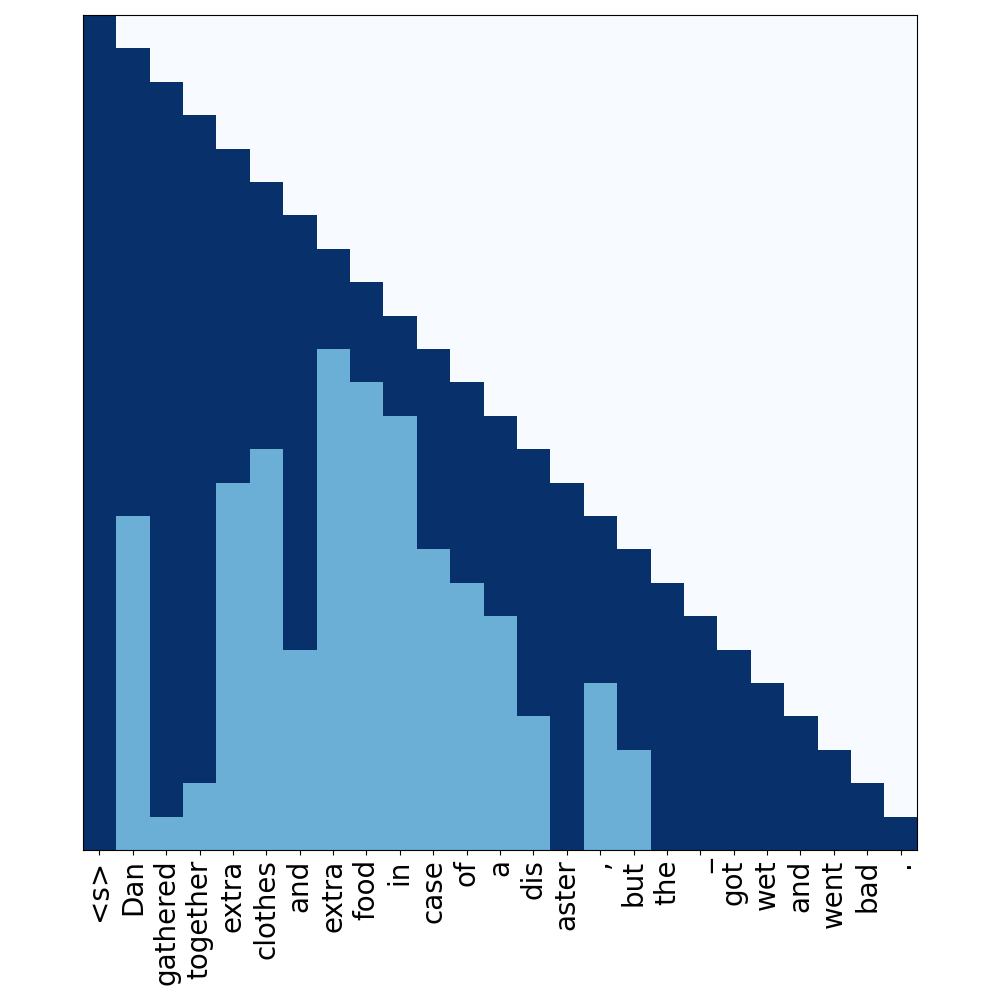 <s> Dan gathered together extra clothes and extra food in case of a dis aster , but the _ got wet and went bad .